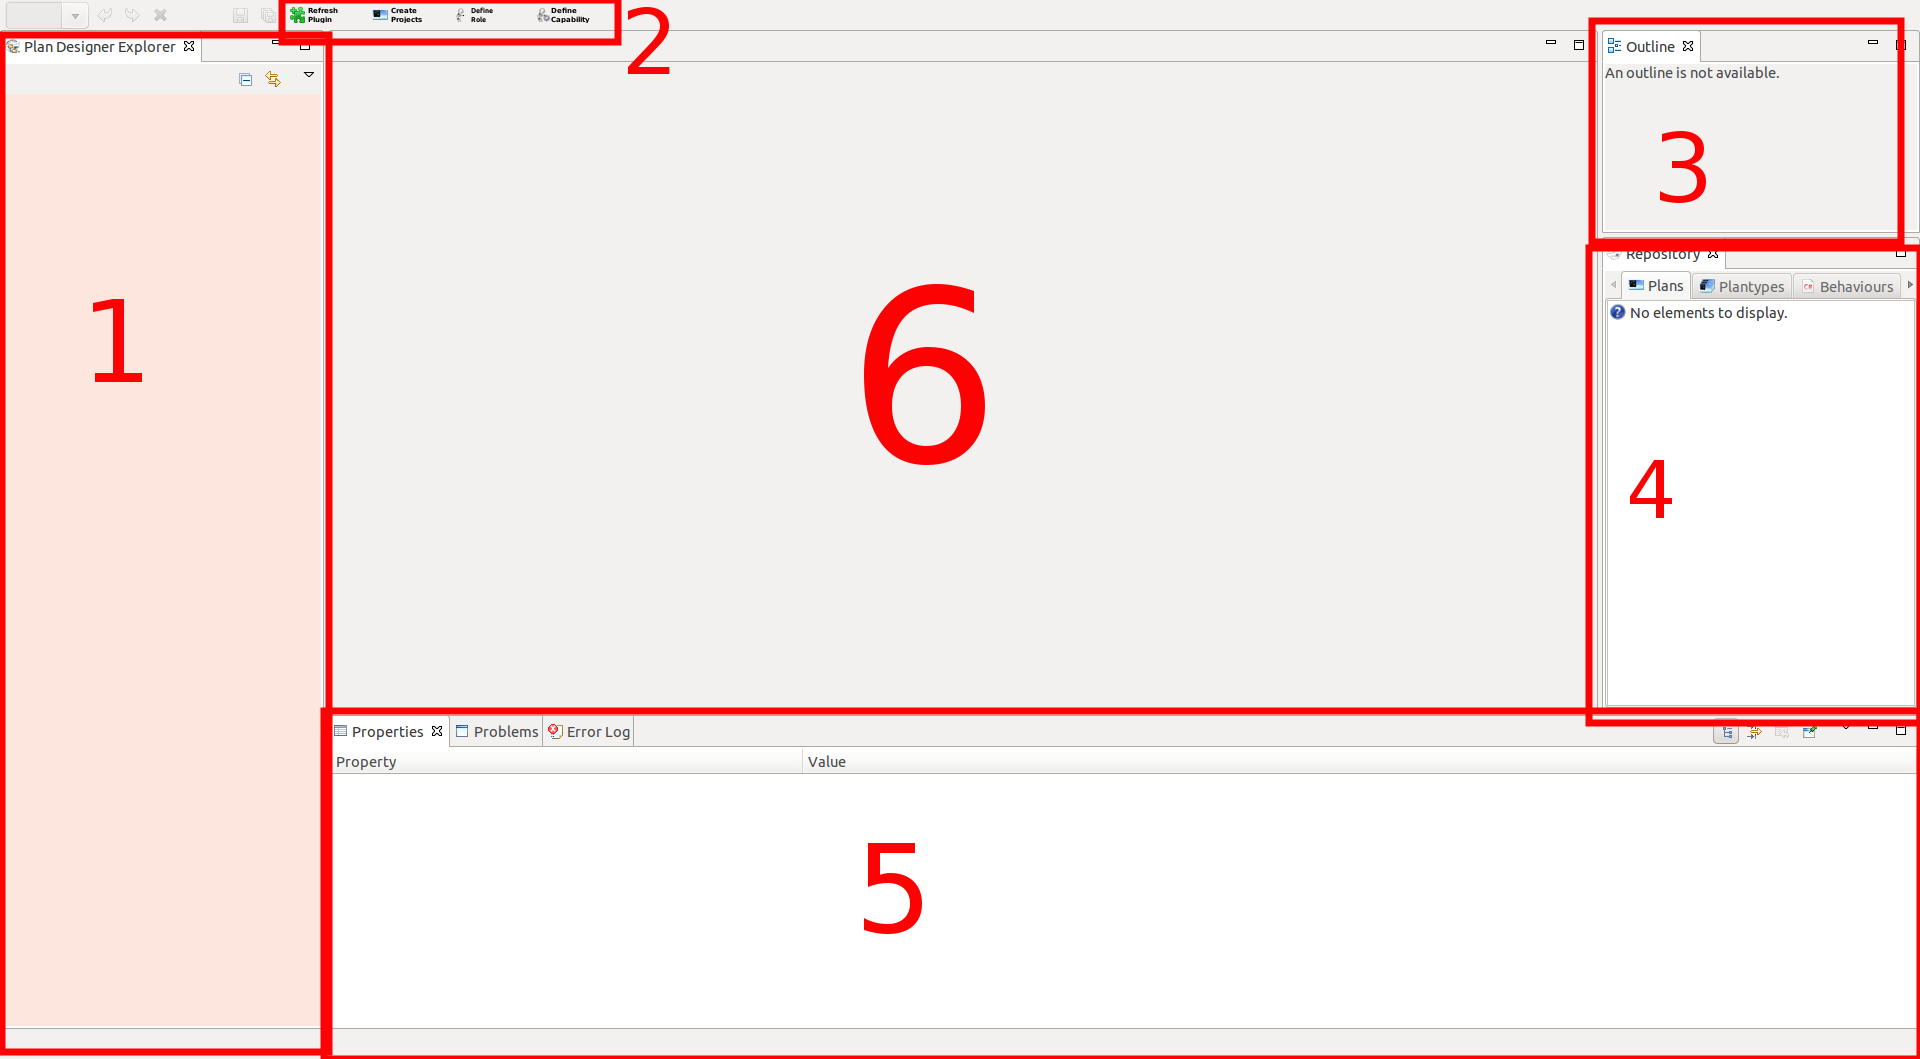 Refresh Plugin
Create Projects
Define Role
Define Capability
2
Plan Designer Explorer
Outline
An outline is not available.
3
1
6
Repository
Plans Plantypes Behaviours
No elements to display.
4
Properties Problems Error Log
Property Value
5